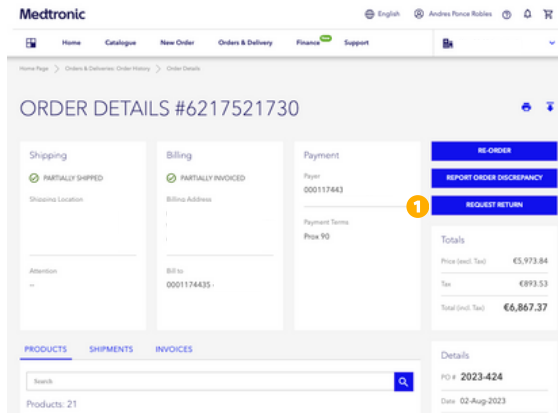 Medtronic
English
Andres Ponce Robles
Home Catalogue New Order Orders & Delivery Finance New Support
Home Page > Orders & Deliveries: Order History > Order Details
ORDER DETAILS #6217521730
Shipping
PARTIALLY SHIPPED
Shipping Location
Attention
--
Billing
PARTIALLY INVOICED
Billing Address
Bill to
0001174435
Payment
Payer
000117443
Payment Terms
Prox 90
RE-ORDER
REPORT ORDER DISCREPANCY
1
REQUEST RETURN
Totals
Price (excl. Tax) €5,973.84
Tax €893.53
Total (incl. Tax) €6,867.37
PRODUCTS SHIPMENTS INVOICES
Search
Products: 21
Details
PO # 2023-424
Date 02-Aug-2023